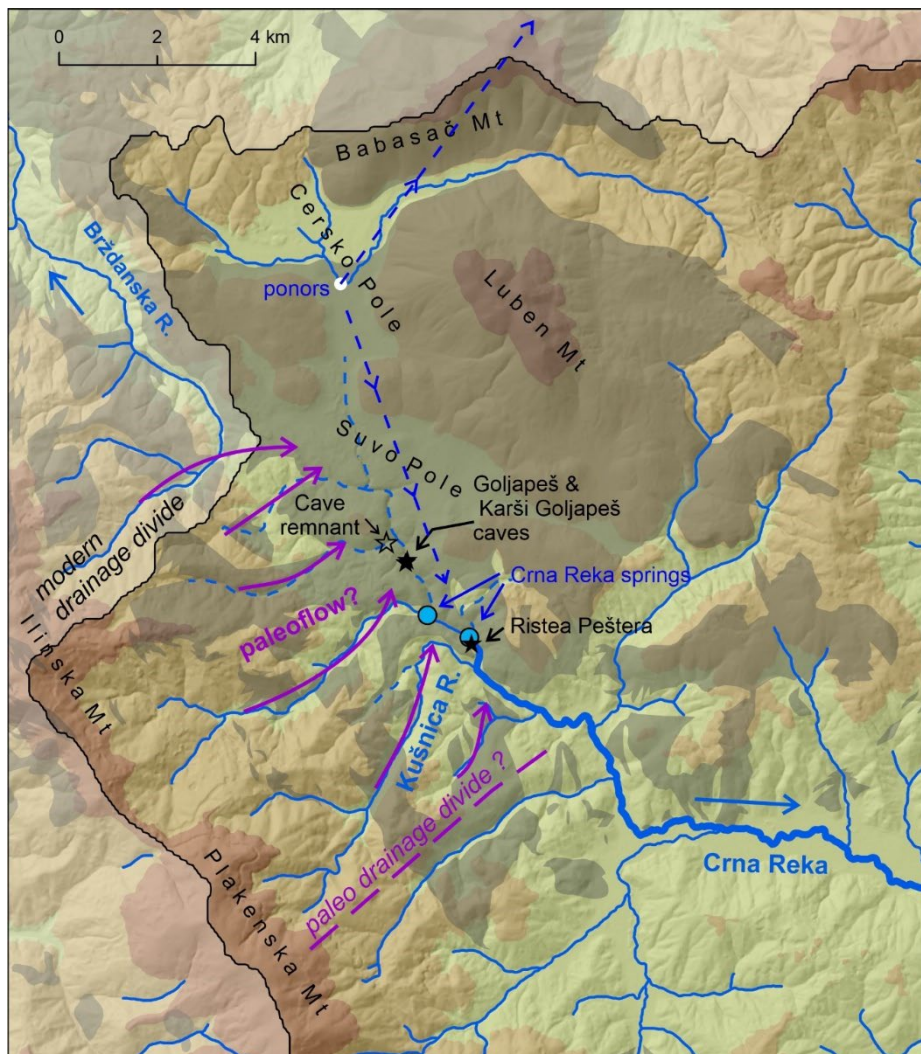 0 2 4 km
Babasač Mt
Cersko Pole
Brždanska R.
ponors
Luben Mt
Suvo Pole
Goljapeš &
Karši Goljapeš
caves
Cave
remnant
modern
drainage divide
Crna Reka springs
paleoflow?
Ristea Peštera
Ilinska Mt
Kušnica R.
paleo drainage divide ?
Plakenska Mt
Crna Reka